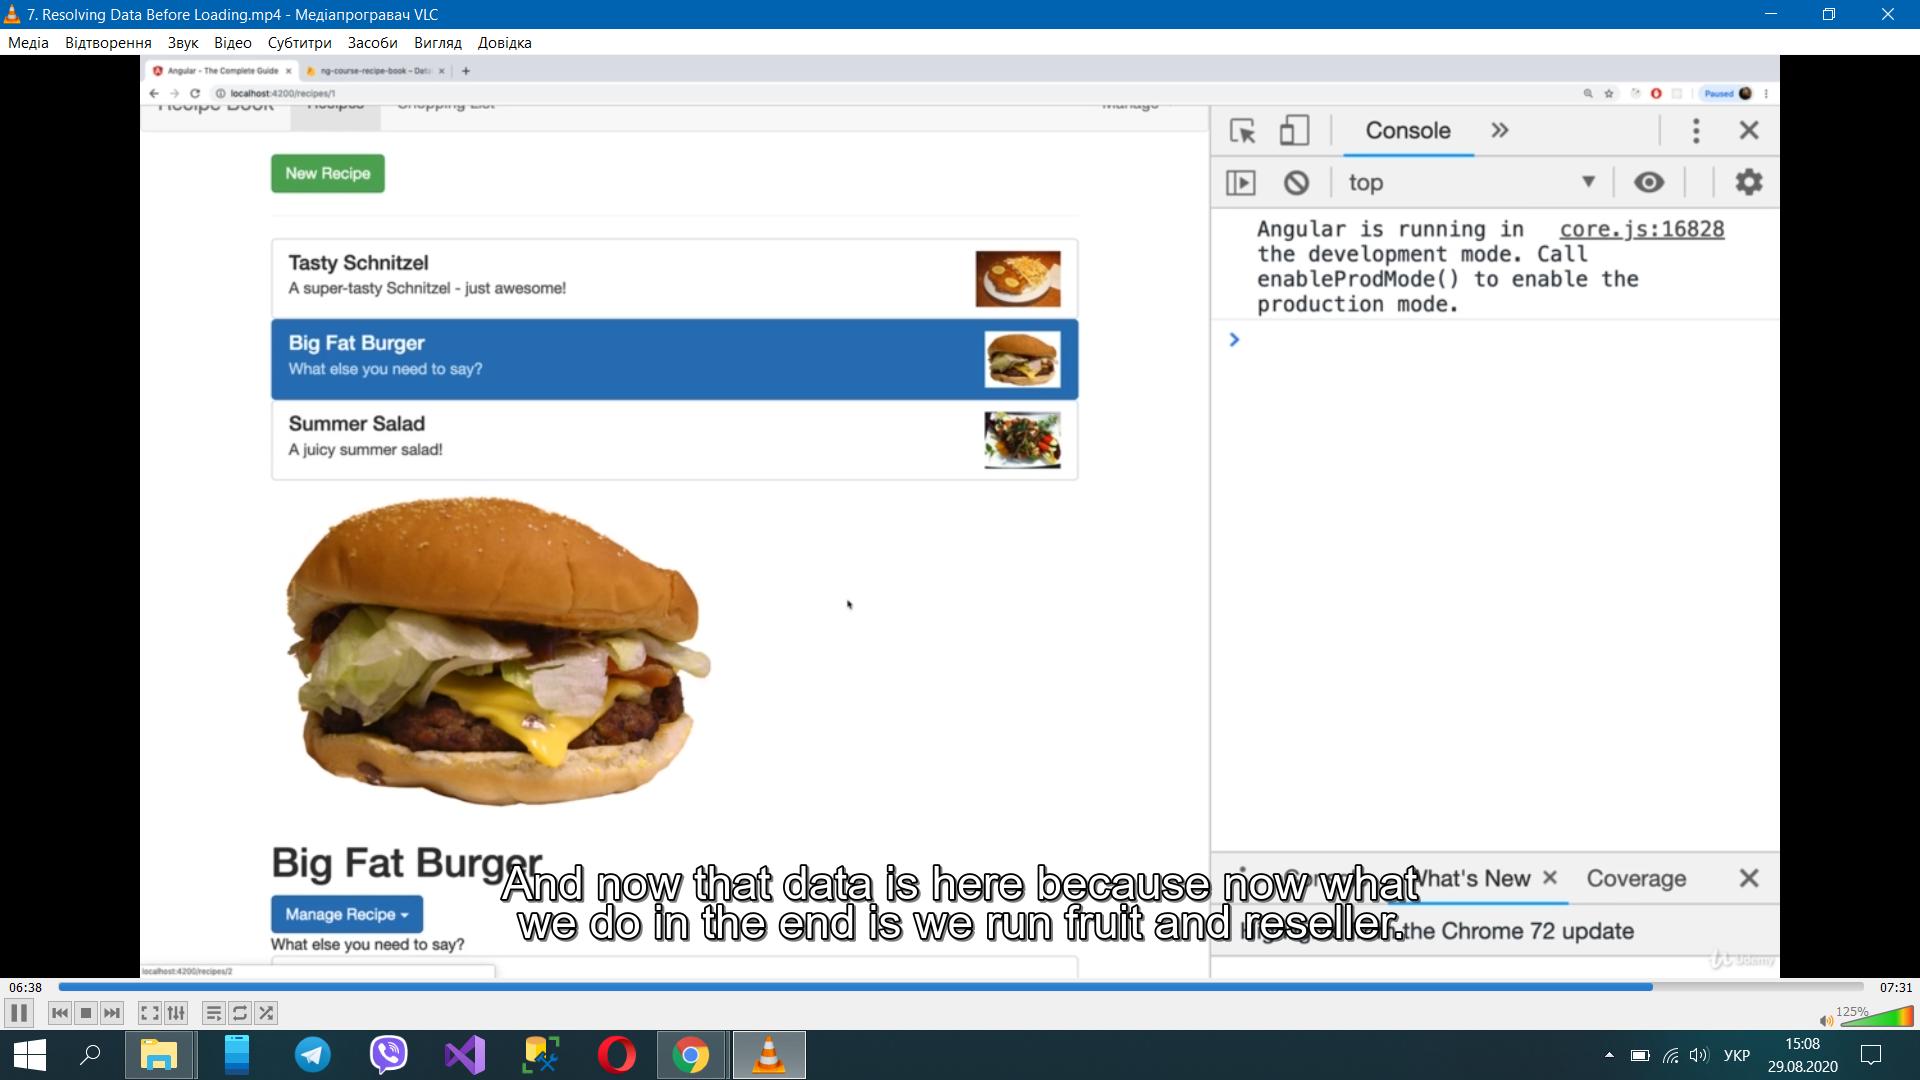 7. Resolving Data Before Loading.mp4 - Медіапрогравач VLC
Медіа Відтворення Звук Відео Субтитри Засоби Вигляд Довідка
Angular - The Complete Guide
ng-course-recipe-book – Data
localhost:4200/recipes/1
Paused
Recipe Book Recipes Shopping List Manage
New Recipe
Tasty Schnitzel
A super-tasty Schnitzel - just awesome!
Big Fat Burger
What else you need to say?
Summer Salad
A juicy summer salad!
Big Fat Burger
Manage Recipe
What else you need to say?
localhost:4200/recipes/2
Console
top
Angular is running in core.js:16828
the development mode. Call
enableProdMode() to enable the
production mode.
What's New Coverage
the Chrome 72 update
And now that data is here because now what
we do in the end is we run fruit and reseller.
Udemy
06:38
07:31
125%
УКР
15:08
29.08.2020